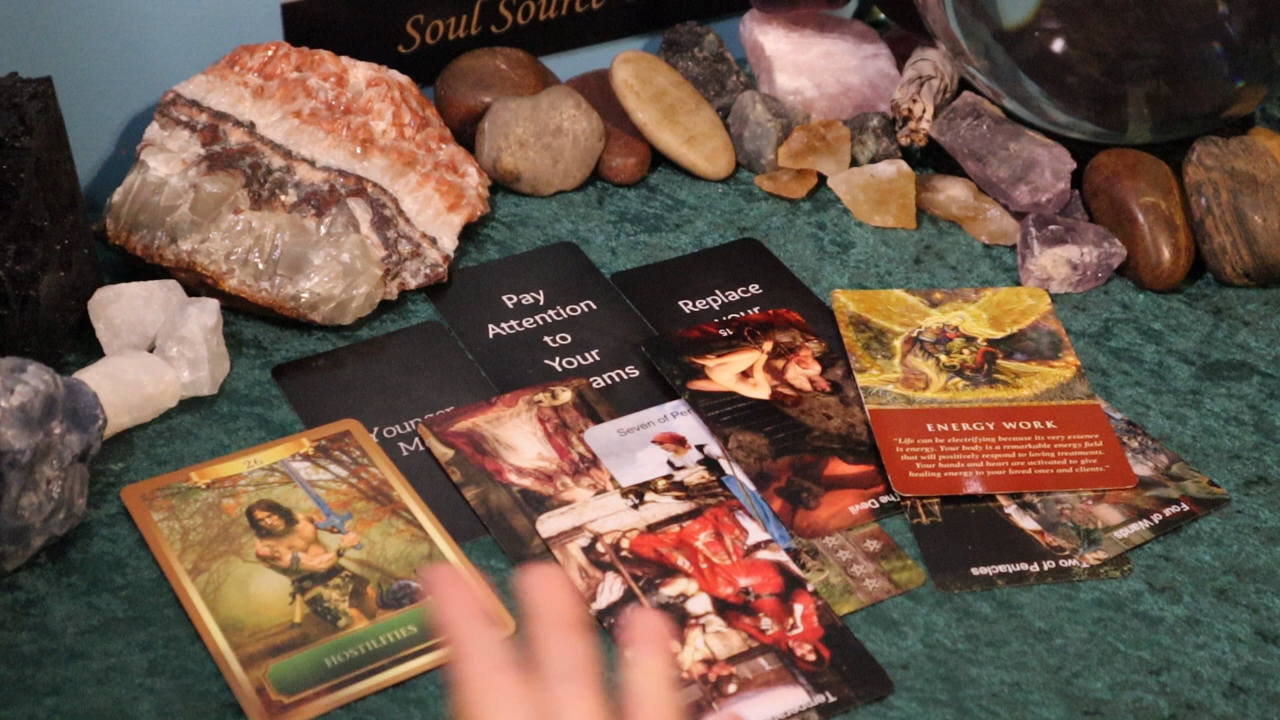 Soul Source
Pay
Attention
to
Your
ams
Replace
your
15
Seven of Pen
The Devil
ENERGY WORK
"Life can be electrifying because its very essence
is energy. Your body is a remarkable energy field
that will positively respond to loving treatments.
Your hands and heart are activated to give
healing energy to your loved ones and clients."
Four of Wands
Two of Pentacles
26
HOSTILITIES